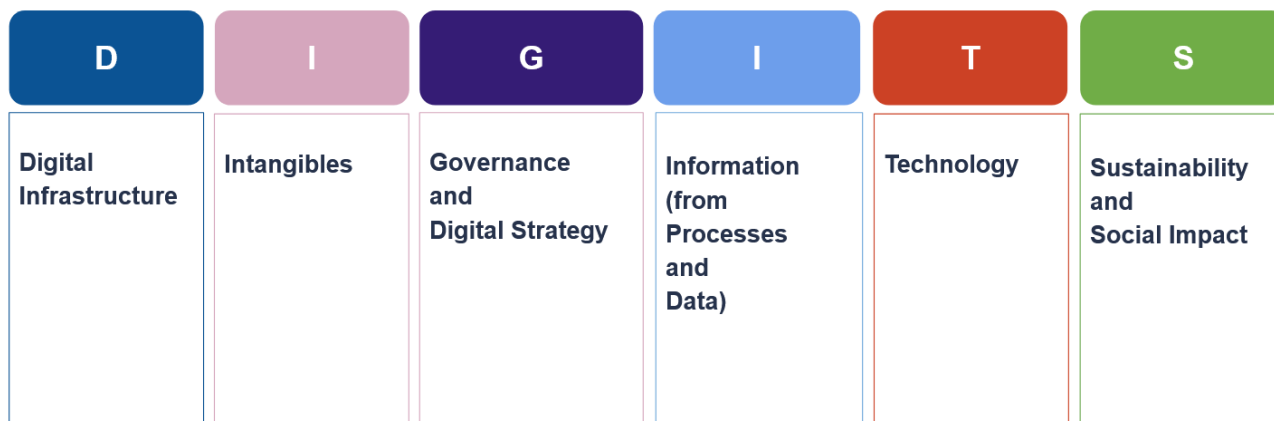 D
I
G
I
T
S
Digital
Infrastructure
Intangibles
Governance
and
Digital Strategy
Information
(from
Processes
and
Data)
Technology
Sustainability
and
Social Impact